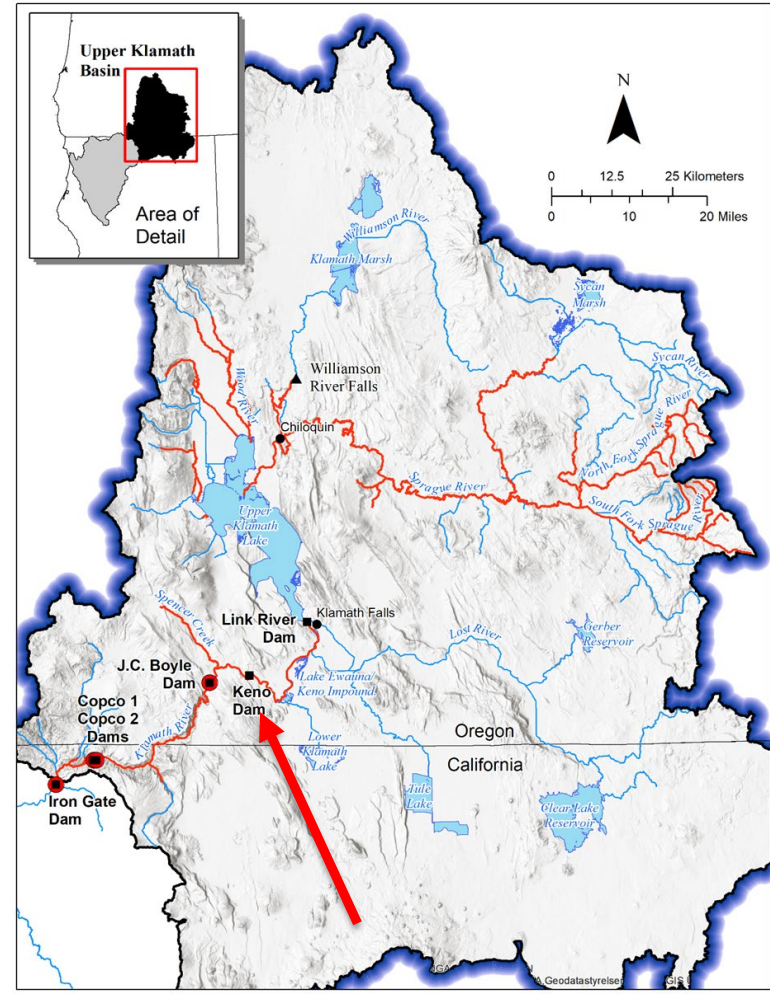 Upper Klamath
Basin
Area of
Detail
N
0 12.5 25 Kilometers
0 10 20 Miles
Williamson River
Klamath Marsh
Sycan
Marsh
Sycan River
Wood River
Williamson
River Falls
Chiloquin
North Fork Sprague River
Sprague River
South Fork Sprague River
Upper
Klamath
Lake
Spencer Creek
Link River
Dam
Klamath Falls
Lost River
Gerber
Reservoir
J.C. Boyle
Dam
Keno
Dam
Lake Ewauna/
Keno Impound.
Copco 1
Copco 2
Dams
Klamath River
Lower
Klamath
Lake
Oregon
California
Iron Gate
Dam
Tule
Lake
Clear Lake
Reservoir
A.Geodatastyrelser